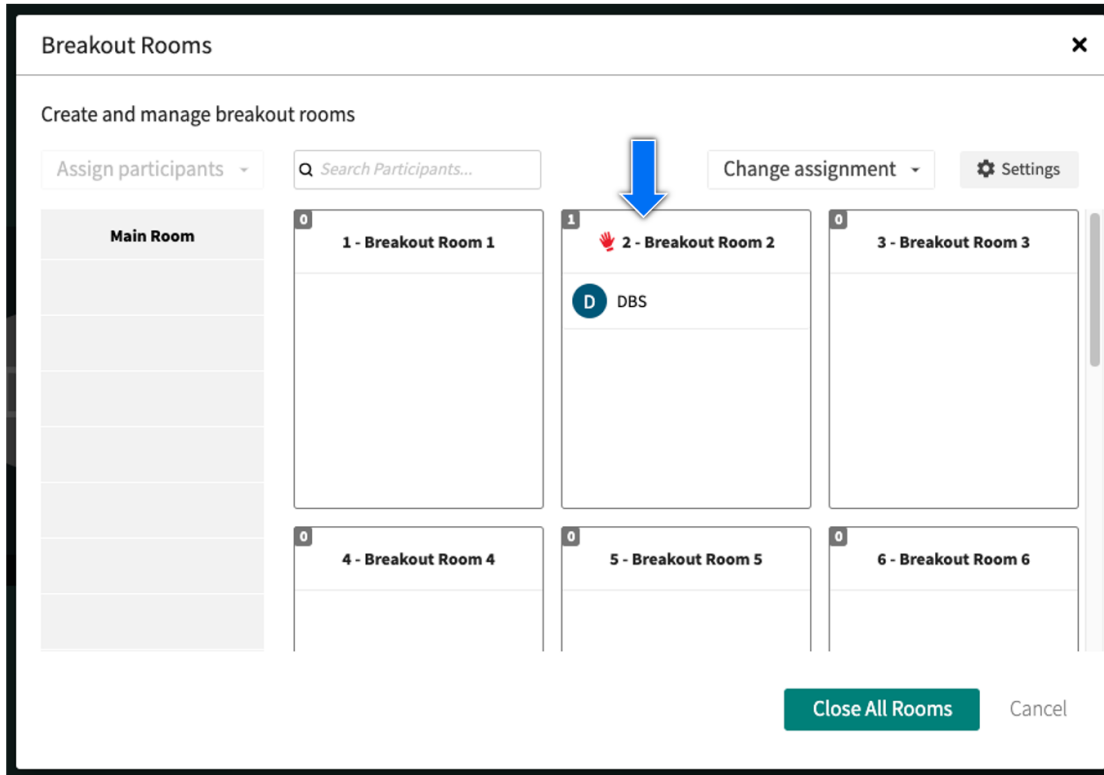 Breakout Rooms
Create and manage breakout rooms
Assign participants
Search Participants...
Change assignment
Settings
Main Room
0
1 - Breakout Room 1
1
2 - Breakout Room 2
D DBS
0
3 - Breakout Room 3
0
4 - Breakout Room 4
0
5 - Breakout Room 5
0
6 - Breakout Room 6
Close All Rooms
Cancel